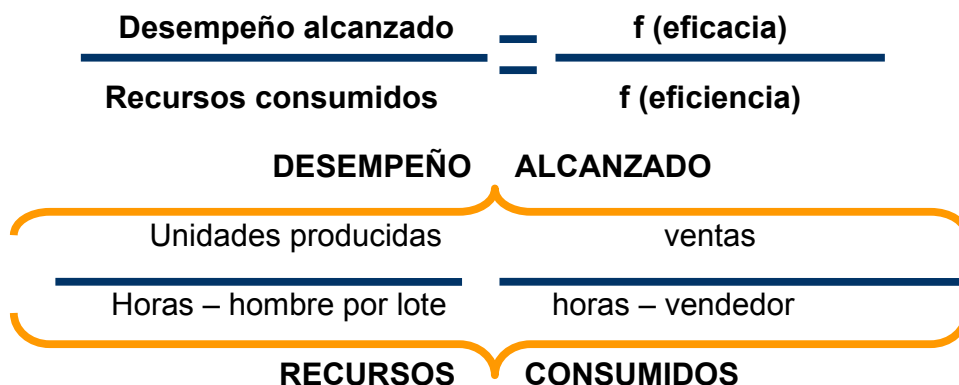 Desempeño alcanzado = f (eficacia)
Recursos consumidos f (eficiencia)
DESEMPEÑO ALCANZADO
Unidades producidas ventas
Horas – hombre por lote horas – vendedor
RECURSOS CONSUMIDOS